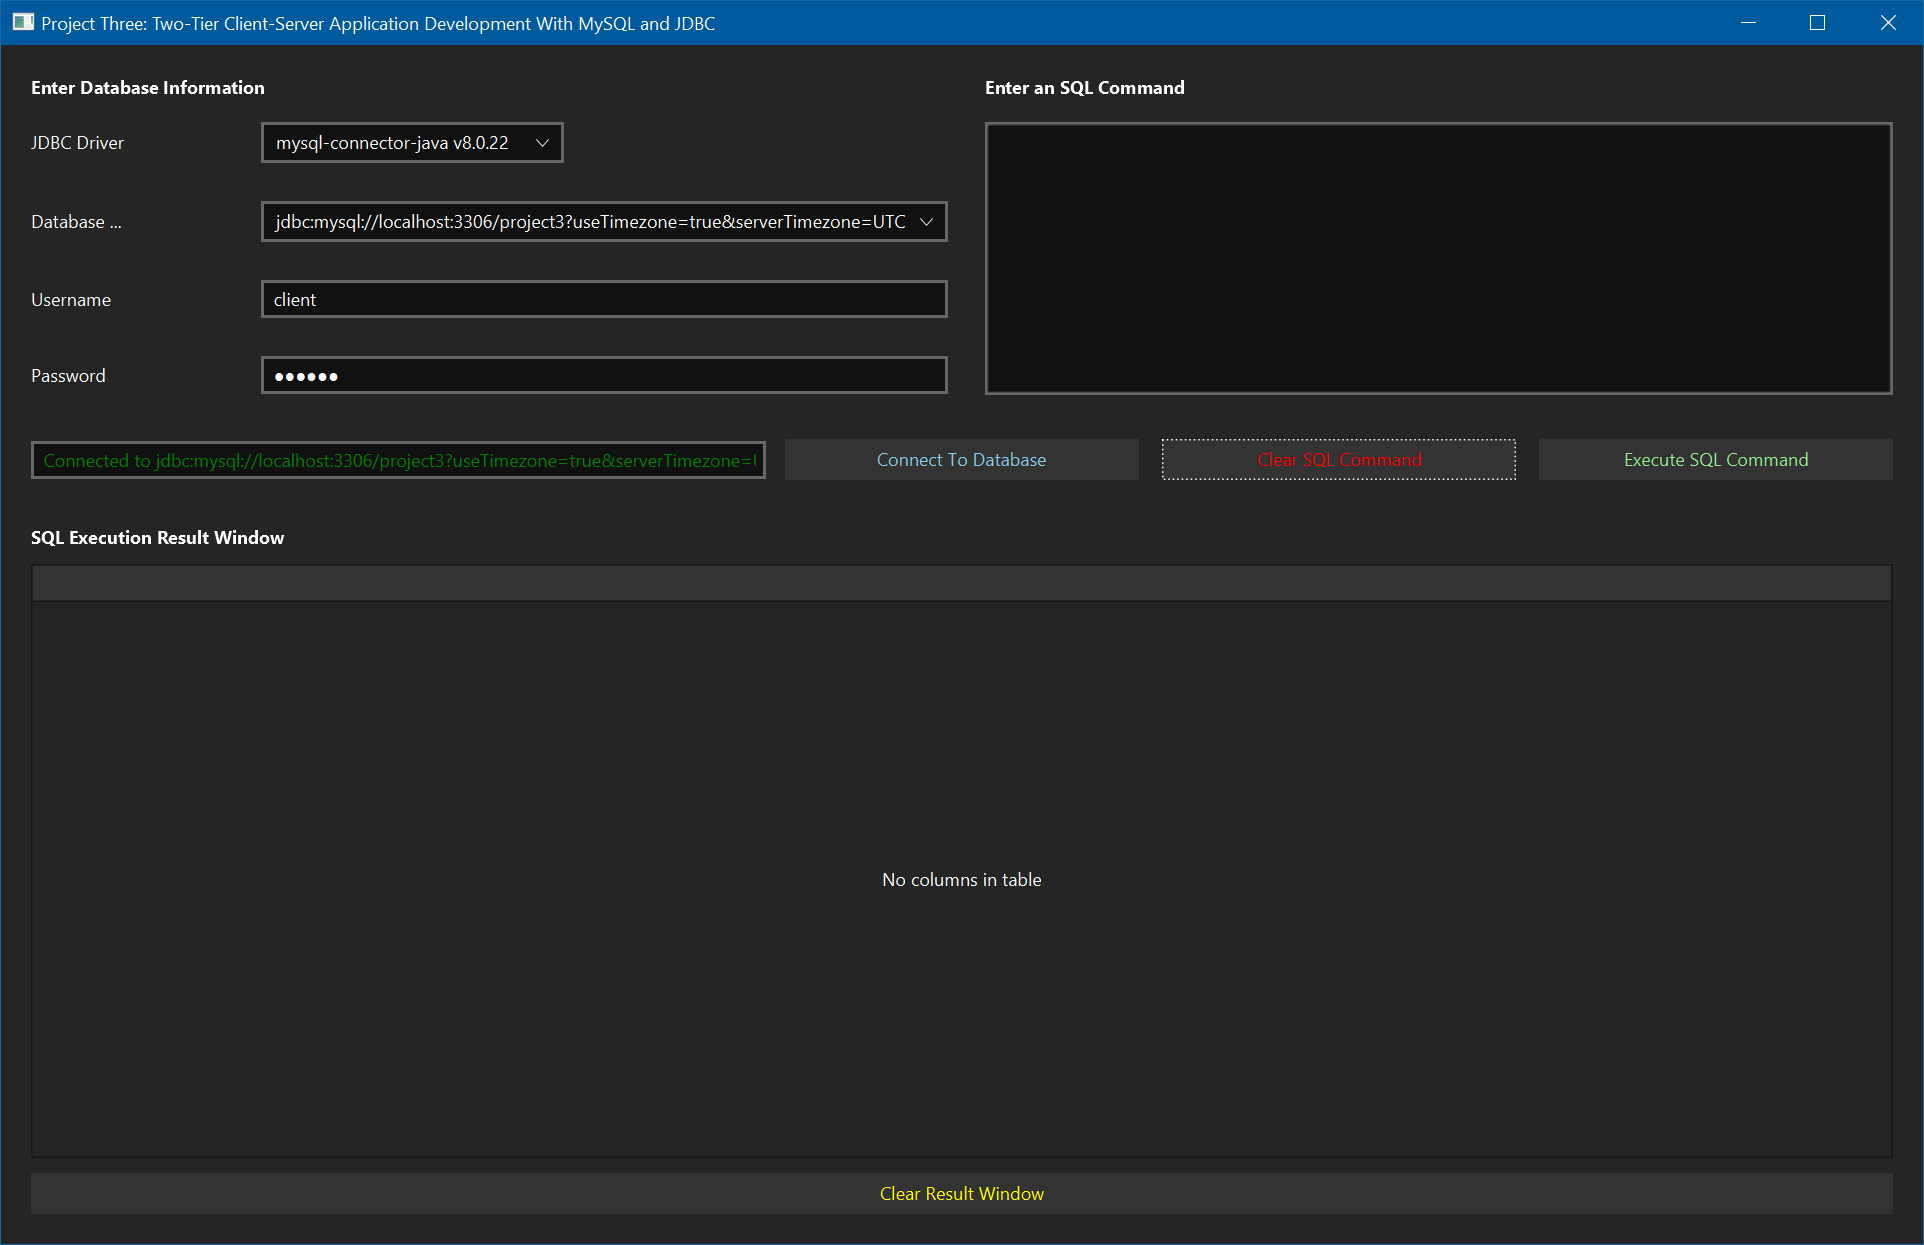 Project Three: Two-Tier Client-Server Application Development With MySQL and JDBC
Enter Database Information
JDBC Driver
mysql-connector-java v8.0.22
Database ...
jdbc:mysql://localhost:3306/project3?useTimezone=true&serverTimezone=UTC
Username
client
Password
••••••
Enter an SQL Command
Connected to jdbc:mysql://localhost:3306/project3?useTimezone=true&serverTimezone=
Connect To Database
Clear SQL Command
Execute SQL Command
SQL Execution Result Window
No columns in table
Clear Result Window